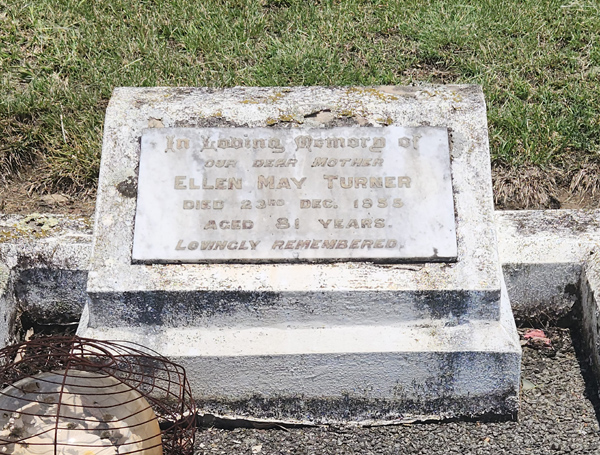 In Loving Memory of
OUR DEAR MOTHER
ELLEN MAY TURNER
DIED 23RD DEC. 1955
AGED 81 YEARS.
LOVINGLY REMEMBERED.